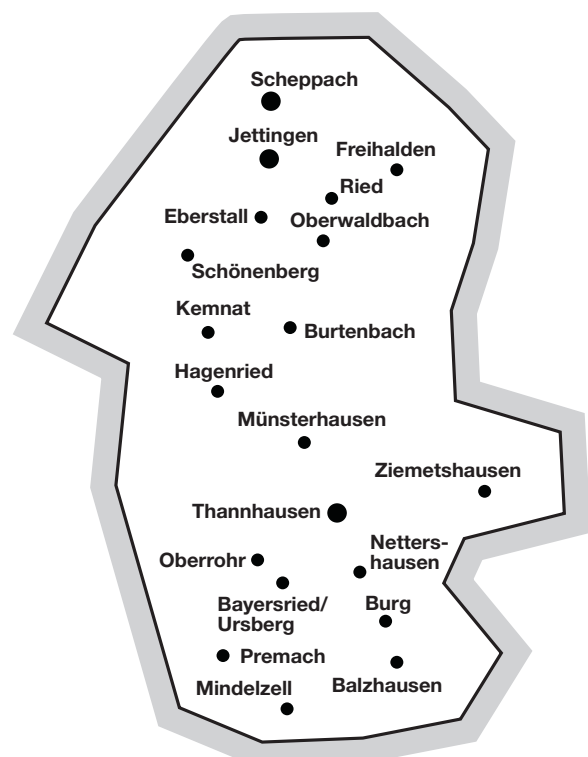 Scheppach
Jettingen
Freihalden
Ried
Eberstall
Oberwaldbach
Schönenberg
Kemnat
Burtenbach
Hagenried
Münsterhausen
Ziemetshausen
Thannhausen
Netters-
hausen
Oberrohr
Bayersried/
Ursberg
Burg
Premach
Balzhausen
Mindelzell